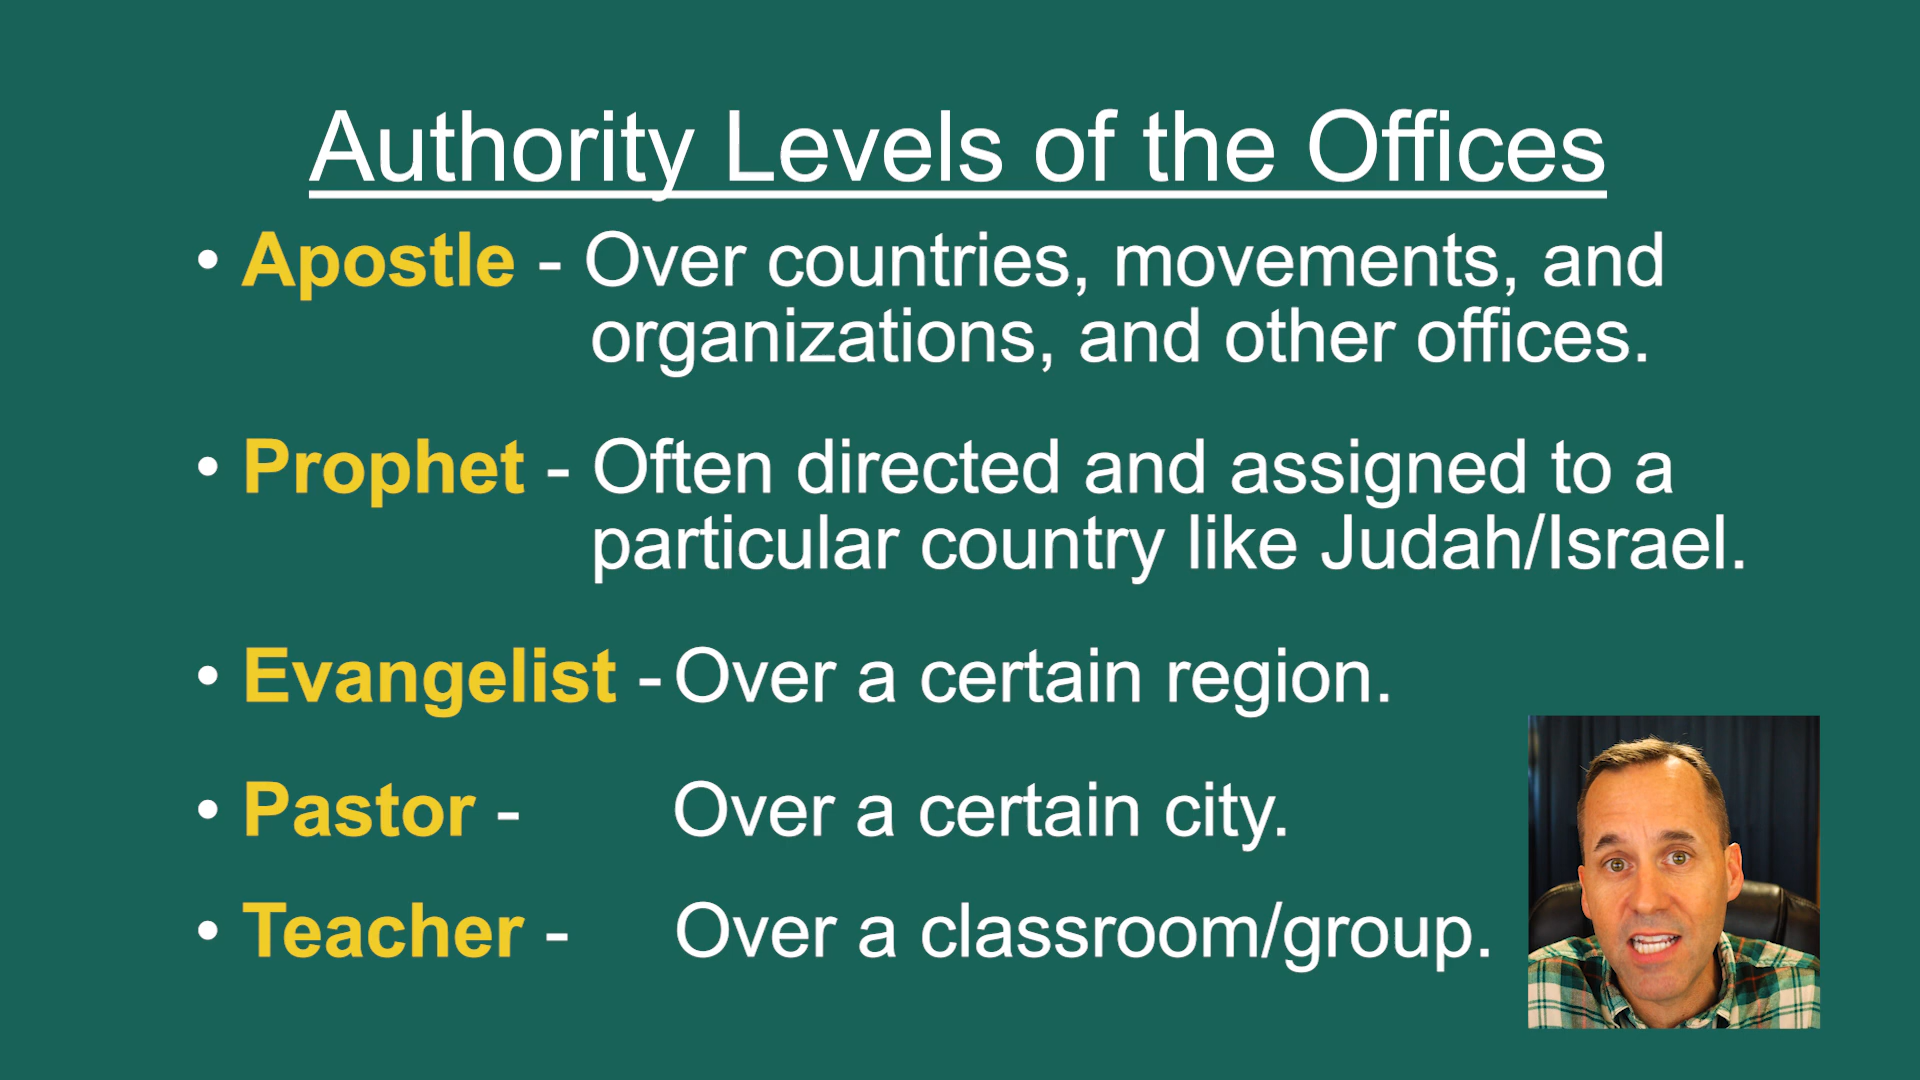 Authority Levels of the Offices
• Apostle - Over countries, movements, and
organizations, and other offices.
• Prophet - Often directed and assigned to a
particular country like Judah/Israel.
• Evangelist - Over a certain region.
• Pastor - Over a certain city.
• Teacher - Over a classroom/group.